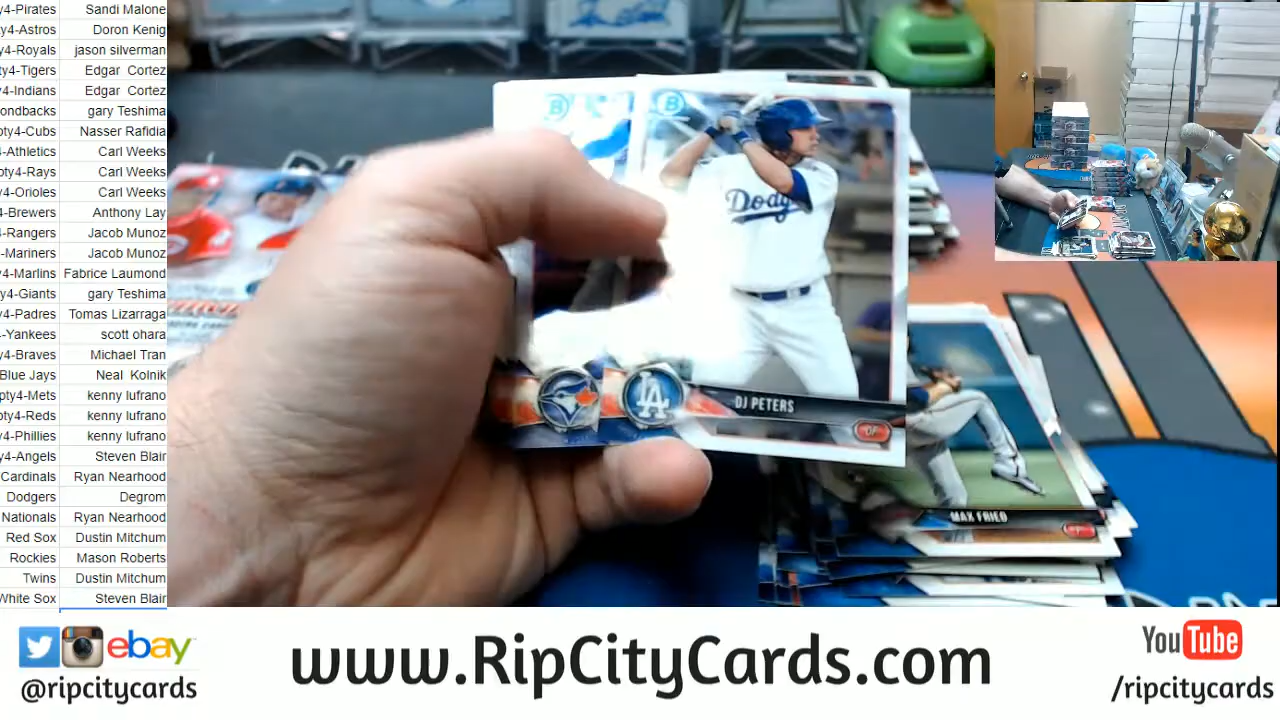 y4-Pirates Sandi Malone
y4-Astros Doron Kenig
y4-Royals jason silverman
y4-Tigers Edgar Cortez
y4-Indians Edgar Cortez
ondbacks gary Teshima
oty4-Cubs Nasser Rafidia
-Athletics Carl Weeks
pty4-Rays Carl Weeks
4-Orioles Carl Weeks
4-Brewers Anthony Lay
-Rangers Jacob Munoz
-Mariners Jacob Munoz
y4-Marlins Fabrice Laumond
y4-Giants gary Teshima
y4-Padres Tomas Lizarraga
-Yankees scott ohara
y4-Braves Michael Tran
Blue Jays Neal Kolnik
pty4-Mets kenny lufrano
pty4-Reds kenny lufrano
4-Phillies kenny lufrano
y4-Angels Steven Blair
Cardinals Ryan Nearhood
Dodgers Degrom
Nationals Ryan Nearhood
Red Sox Dustin Mitchum
Rockies Mason Roberts
Twins Dustin Mitchum
White Sox Steven Blair
B
B
Dodg
LA
DJ PETERS
OF
MAX FRIED
ebay
@ripcitycards
www.RipCityCards.com
YouTube
/ripcitycards